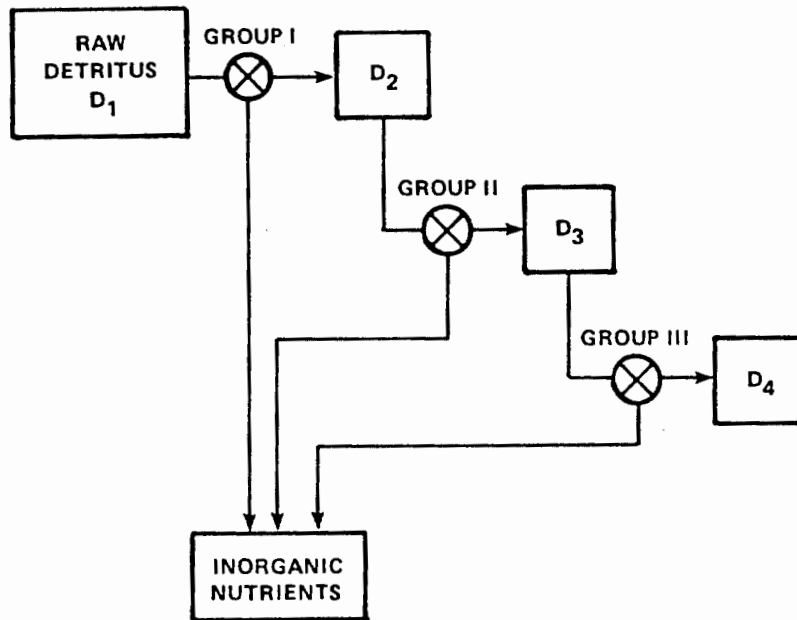 RAW
DETRITUS
D₁
GROUP I
D₂
GROUP II
D₃
GROUP III
D₄
INORGANIC
NUTRIENTS